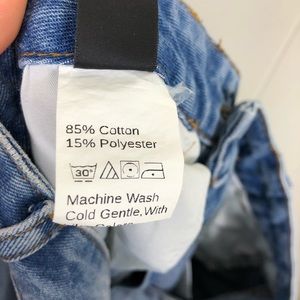 85% Cotton
15% Polyester
30°
Machine Wash
Cold Gentle, With